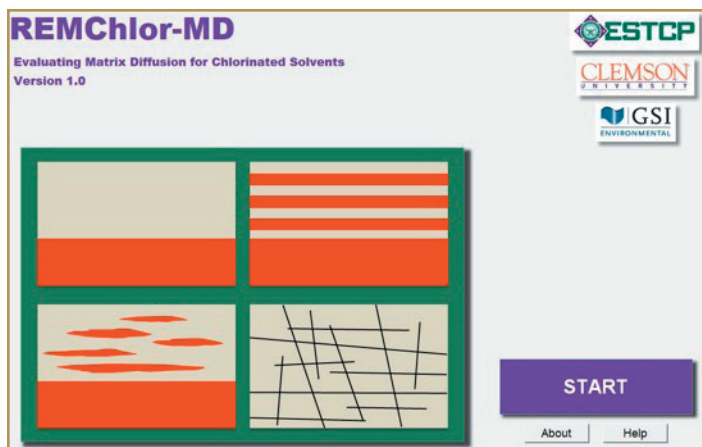 REMChlor-MD
Evaluating Matrix Diffusion for Chlorinated Solvents
Version 1.0
ESTCP
CLEMSON
UNIVERSITY
GSI
ENVIRONMENTAL
START
About
Help